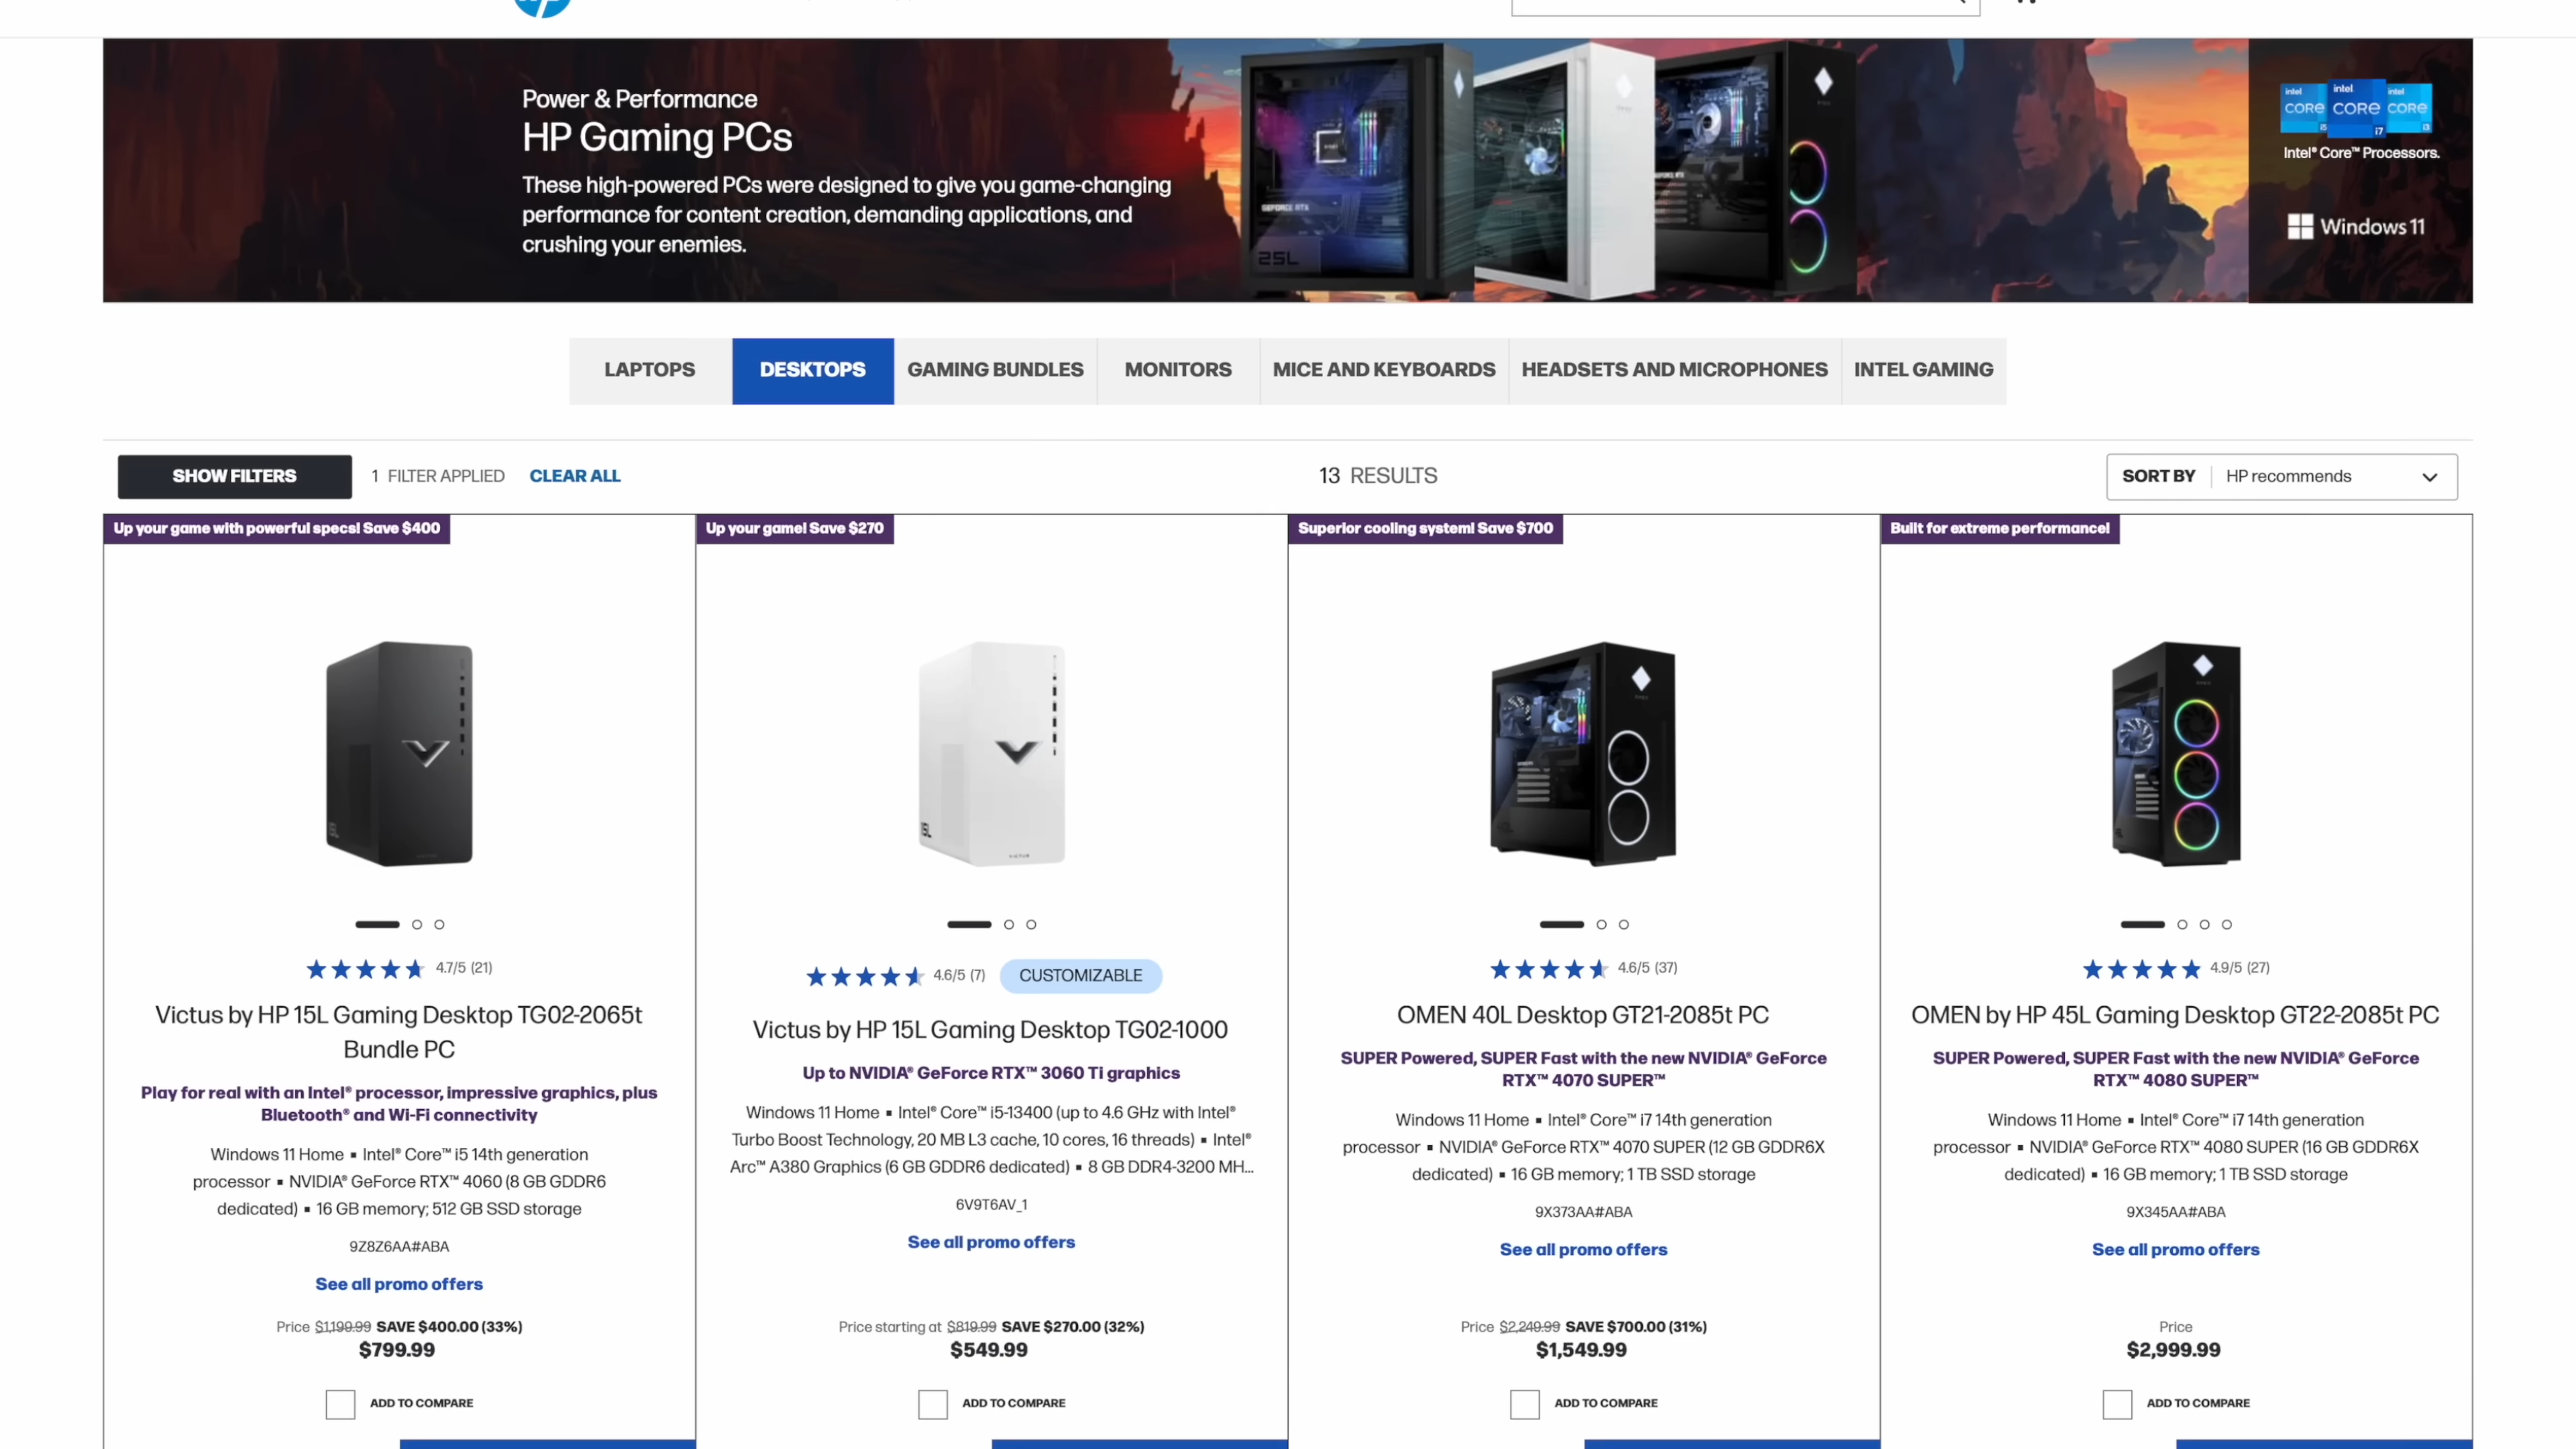 Power & Performance
HP Gaming PCs
These high-powered PCs were designed to give you game-changing
performance for content creation, demanding applications, and
crushing your enemies.
GEFORCE RTX
25L
intel intel intel
CORE CORE CORE
i5 i7 i3
Intel® Core™ Processors.
Windows 11
LAPTOPS DESKTOPS GAMING BUNDLES MONITORS MICE AND KEYBOARDS HEADSETS AND MICROPHONES INTEL GAMING
SHOW FILTERS 1 FILTER APPLIED CLEAR ALL 13 RESULTS SORT BY HP recommends
Up your game with powerful specs! Save $400
15L
4.7/5 (21)
Victus by HP 15L Gaming Desktop TG02-2065t
Bundle PC
Play for real with an Intel® processor, impressive graphics, plus
Bluetooth® and Wi-Fi connectivity
Windows 11 Home ▪ Intel® Core™ i5 14th generation
processor ▪ NVIDIA® GeForce RTX™ 4060 (8 GB GDDR6
dedicated) ▪ 16 GB memory; 512 GB SSD storage
9Z8Z6AA#ABA
See all promo offers
Price $1,199.99 SAVE $400.00 (33%)
$799.99
ADD TO COMPARE
Up your game! Save $270
15L
VICTUS
4.6/5 (7) CUSTOMIZABLE
Victus by HP 15L Gaming Desktop TG02-1000
Up to NVIDIA® GeForce RTX™ 3060 Ti graphics
Windows 11 Home ▪ Intel® Core™ i5-13400 (up to 4.6 GHz with Intel®
Turbo Boost Technology, 20 MB L3 cache, 10 cores, 16 threads) ▪ Intel®
Arc™ A380 Graphics (6 GB GDDR6 dedicated) ▪ 8 GB DDR4-3200 MH...
6V9T6AV_1
See all promo offers
Price starting at $819.99 SAVE $270.00 (32%)
$549.99
ADD TO COMPARE
Superior cooling system! Save $700
4.6/5 (37)
OMEN 40L Desktop GT21-2085t PC
SUPER Powered, SUPER Fast with the new NVIDIA® GeForce
RTX™ 4070 SUPER™
Windows 11 Home ▪ Intel® Core™ i7 14th generation
processor ▪ NVIDIA® GeForce RTX™ 4070 SUPER (12 GB GDDR6X
dedicated) ▪ 16 GB memory; 1 TB SSD storage
9X373AA#ABA
See all promo offers
Price $2,249.99 SAVE $700.00 (31%)
$1,549.99
ADD TO COMPARE
Built for extreme performance!
4.9/5 (27)
OMEN by HP 45L Gaming Desktop GT22-2085t PC
SUPER Powered, SUPER Fast with the new NVIDIA® GeForce
RTX™ 4080 SUPER™
Windows 11 Home ▪ Intel® Core™ i7 14th generation
processor ▪ NVIDIA® GeForce RTX™ 4080 SUPER (16 GB GDDR6X
dedicated) ▪ 16 GB memory; 1 TB SSD storage
9X345AA#ABA
See all promo offers
Price
$2,999.99
ADD TO COMPARE